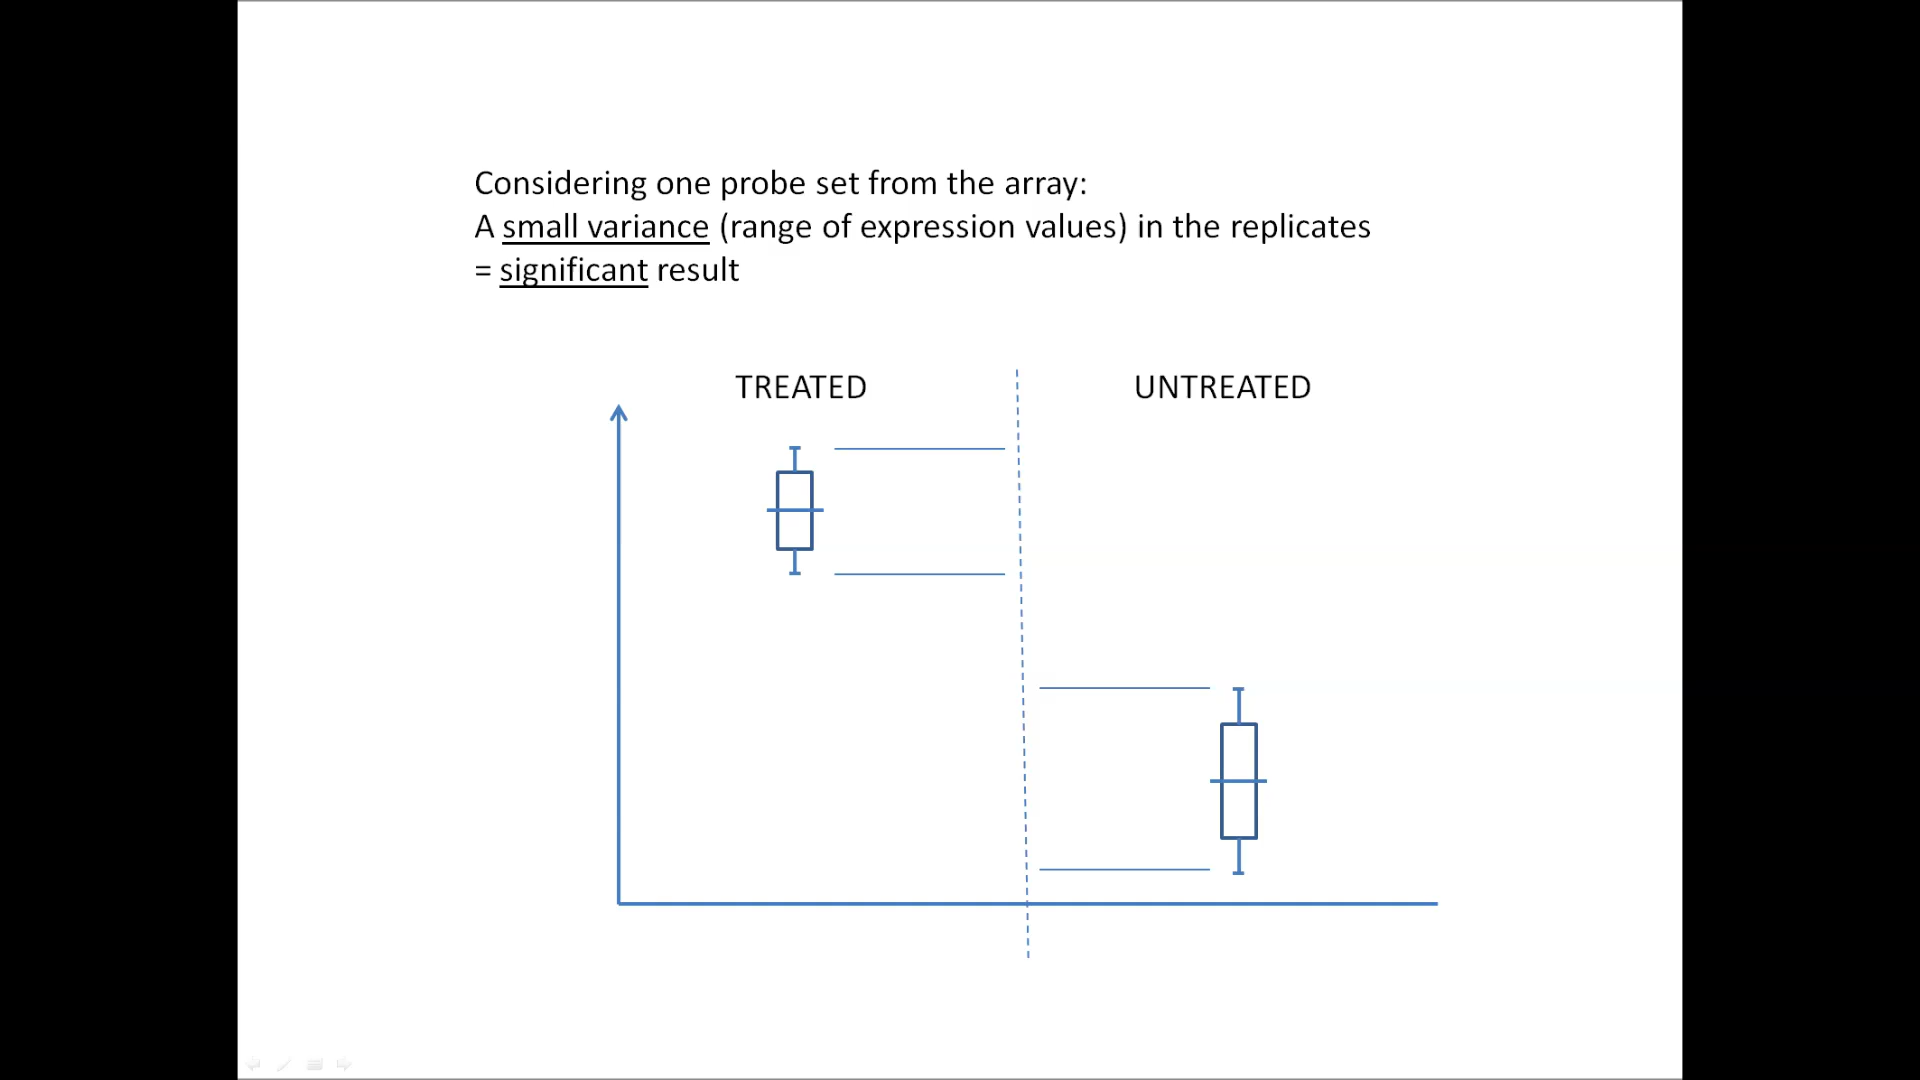 Considering one probe set from the array:
A small variance (range of expression values) in the replicates
= significant result
TREATED
UNTREATED